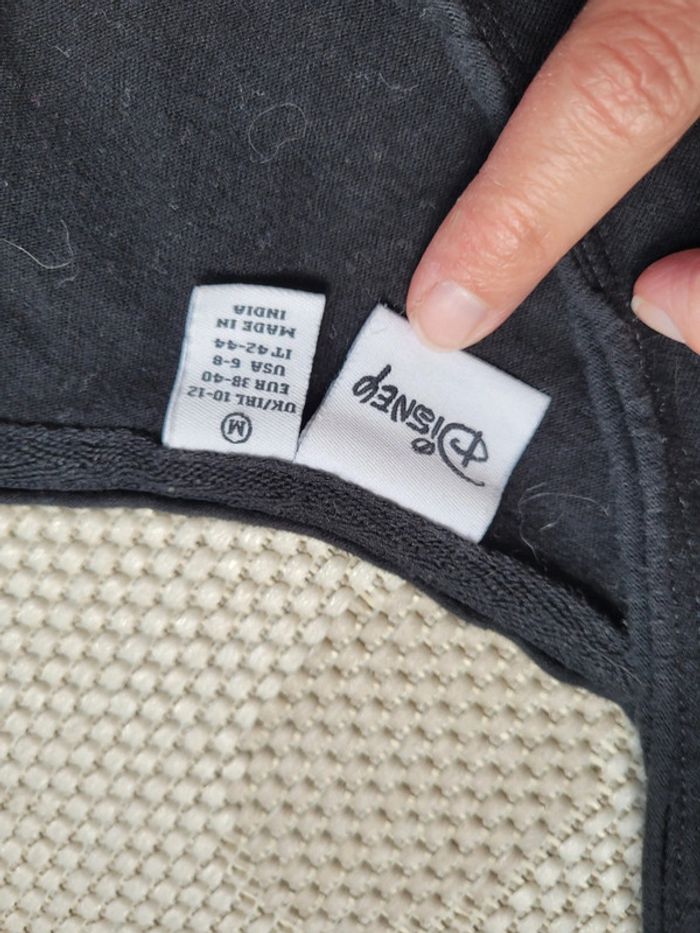 M
UK/IRL 10-12
EUR 38-40
USA 6-8
IT 42-44
MADE IN
INDIA
Disney